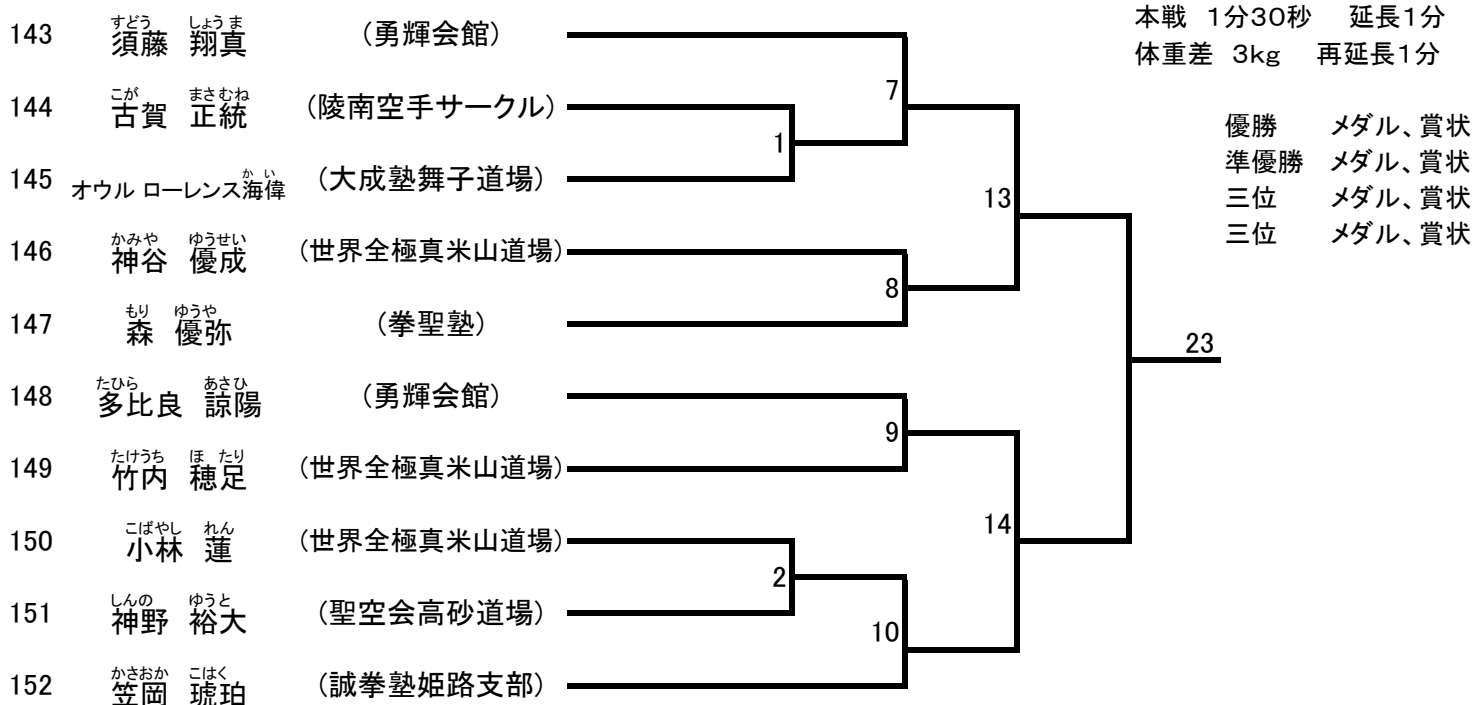 本戦 1分30秒 延長1分
体重差 3kg 再延長1分
優勝 メダル、賞状
準優勝 メダル、賞状
三位 メダル、賞状
三位 メダル、賞状
すどう しょうま
143 須藤 翔真 (勇輝会館)
7
こが まさむね
144 古賀 正統 (陵南空手サークル)
1
かい
145 オウル ローレンス海偉 (大成塾舞子道場)
13
かみや ゆうせい
146 神谷 優成 (世界全極真米山道場)
8
もり ゆうや
147 森 優弥 (拳聖塾)
23
たひら あさひ
148 多比良 諒陽 (勇輝会館)
9
たけうち ほたり
149 竹内 穂足 (世界全極真米山道場)
14
こばやし れん
150 小林 蓮 (世界全極真米山道場)
2
しんの ゆうと
151 神野 裕大 (聖空会高砂道場)
10
かさおか こはく
152 笠岡 琥珀 (誠拳塾姫路支部)